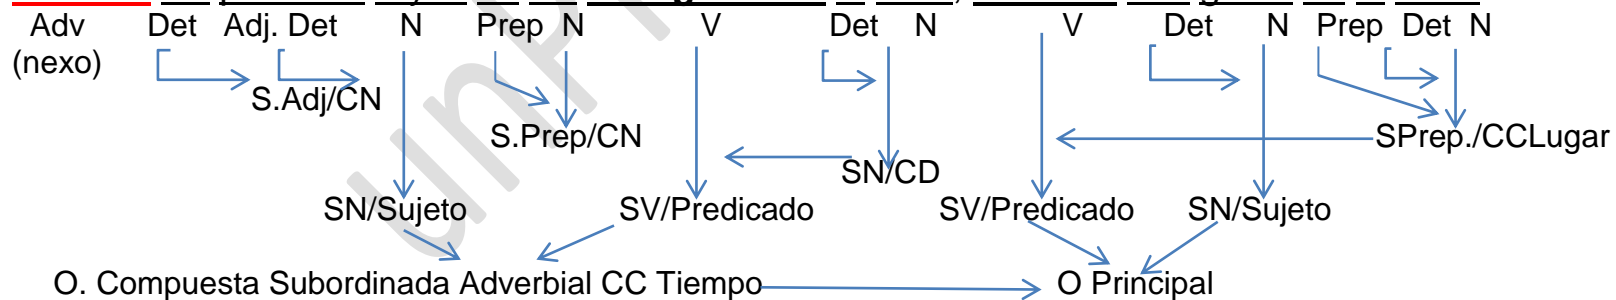 Adv Det Adj. Det N Prep N V Det N V Det N Prep Det N
(nexo)
S.Adj/CN
S.Prep/CN SPrep./CCLugar
SN/CD
SN/Sujeto SV/Predicado SV/Predicado SN/Sujeto
O. Compuesta Subordinada Adverbial CC Tiempo O Principal